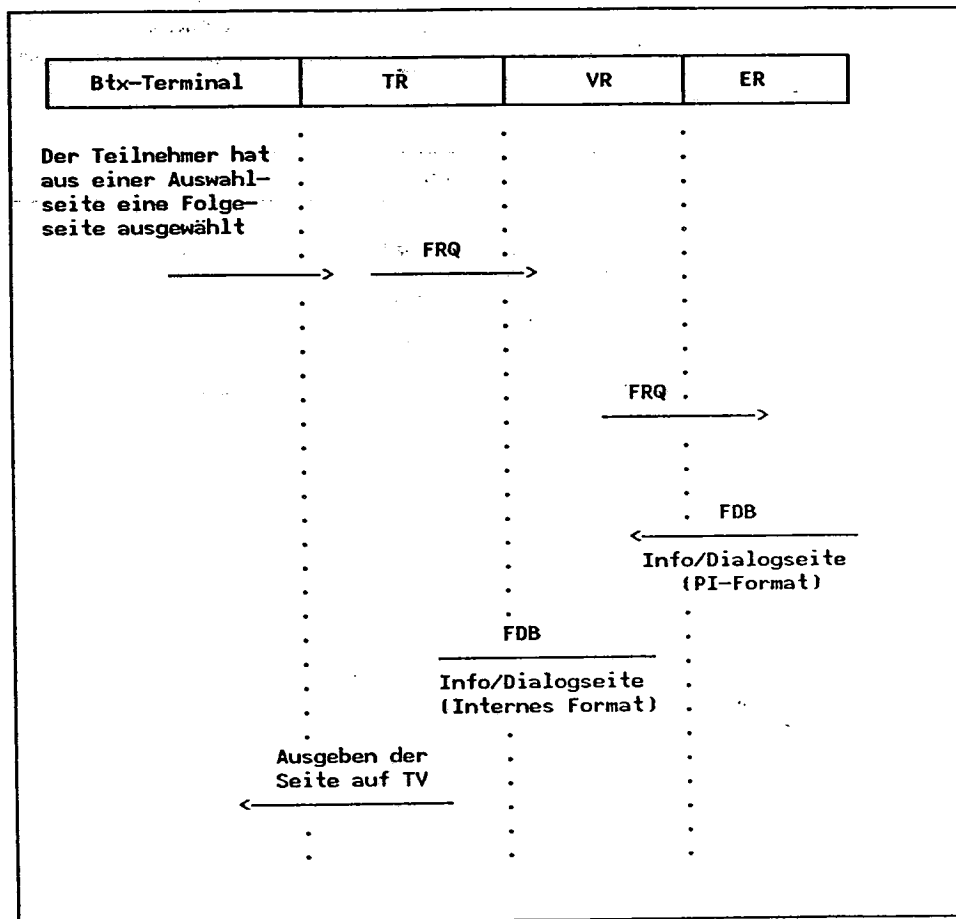 Btx-Terminal TR VR ER
Der Teilnehmer hat
aus einer Auswahl-
seite eine Folge-
seite ausgewählt
FRQ
FRQ
FDB
Info/Dialogseite
(PI-Format)
FDB
Info/Dialogseite
(Internes Format)
Ausgeben der
Seite auf TV